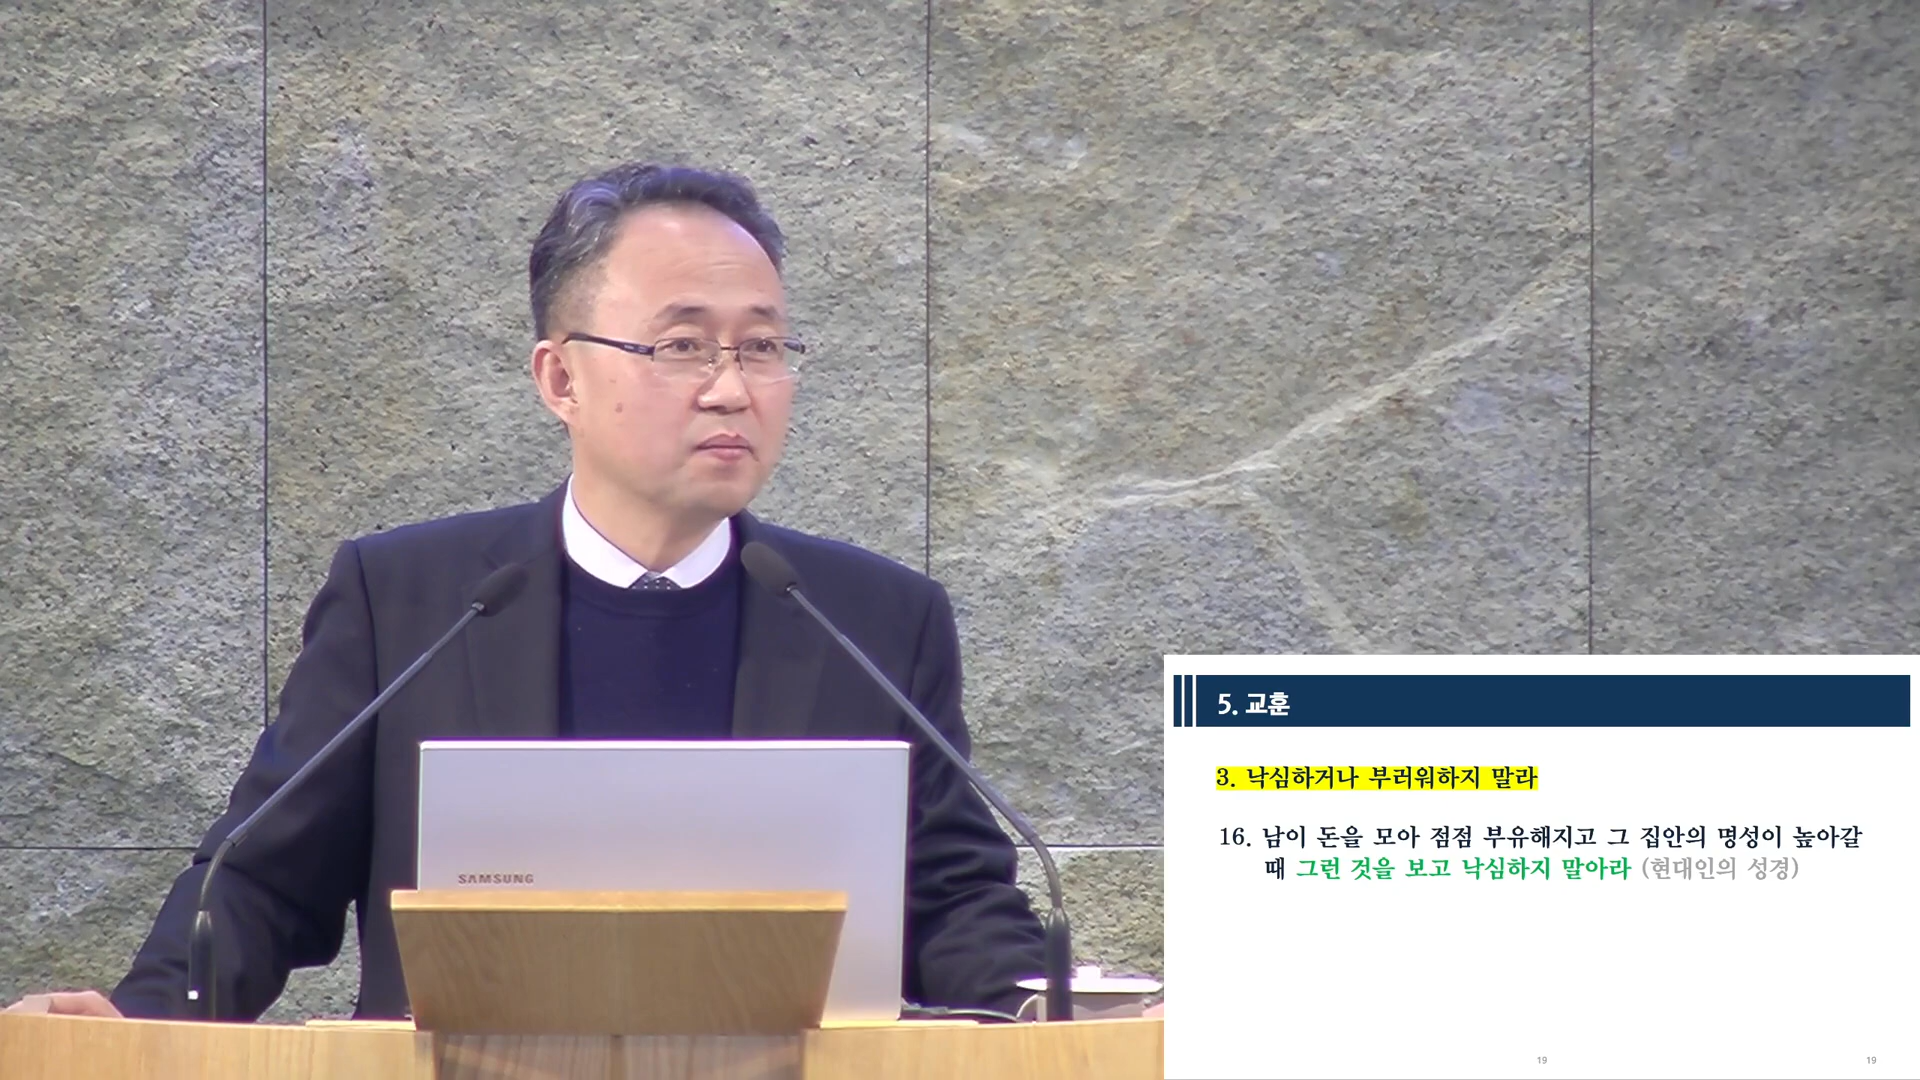 SAMSUNG
5. 교훈
3. 낙심하거나 부러워하지 말라
16. 남이 돈을 모아 점점 부유해지고 그 집안의 명성이 높아갈
때 그런 것을 보고 낙심하지 말아라 (현대인의 성경)
19
19